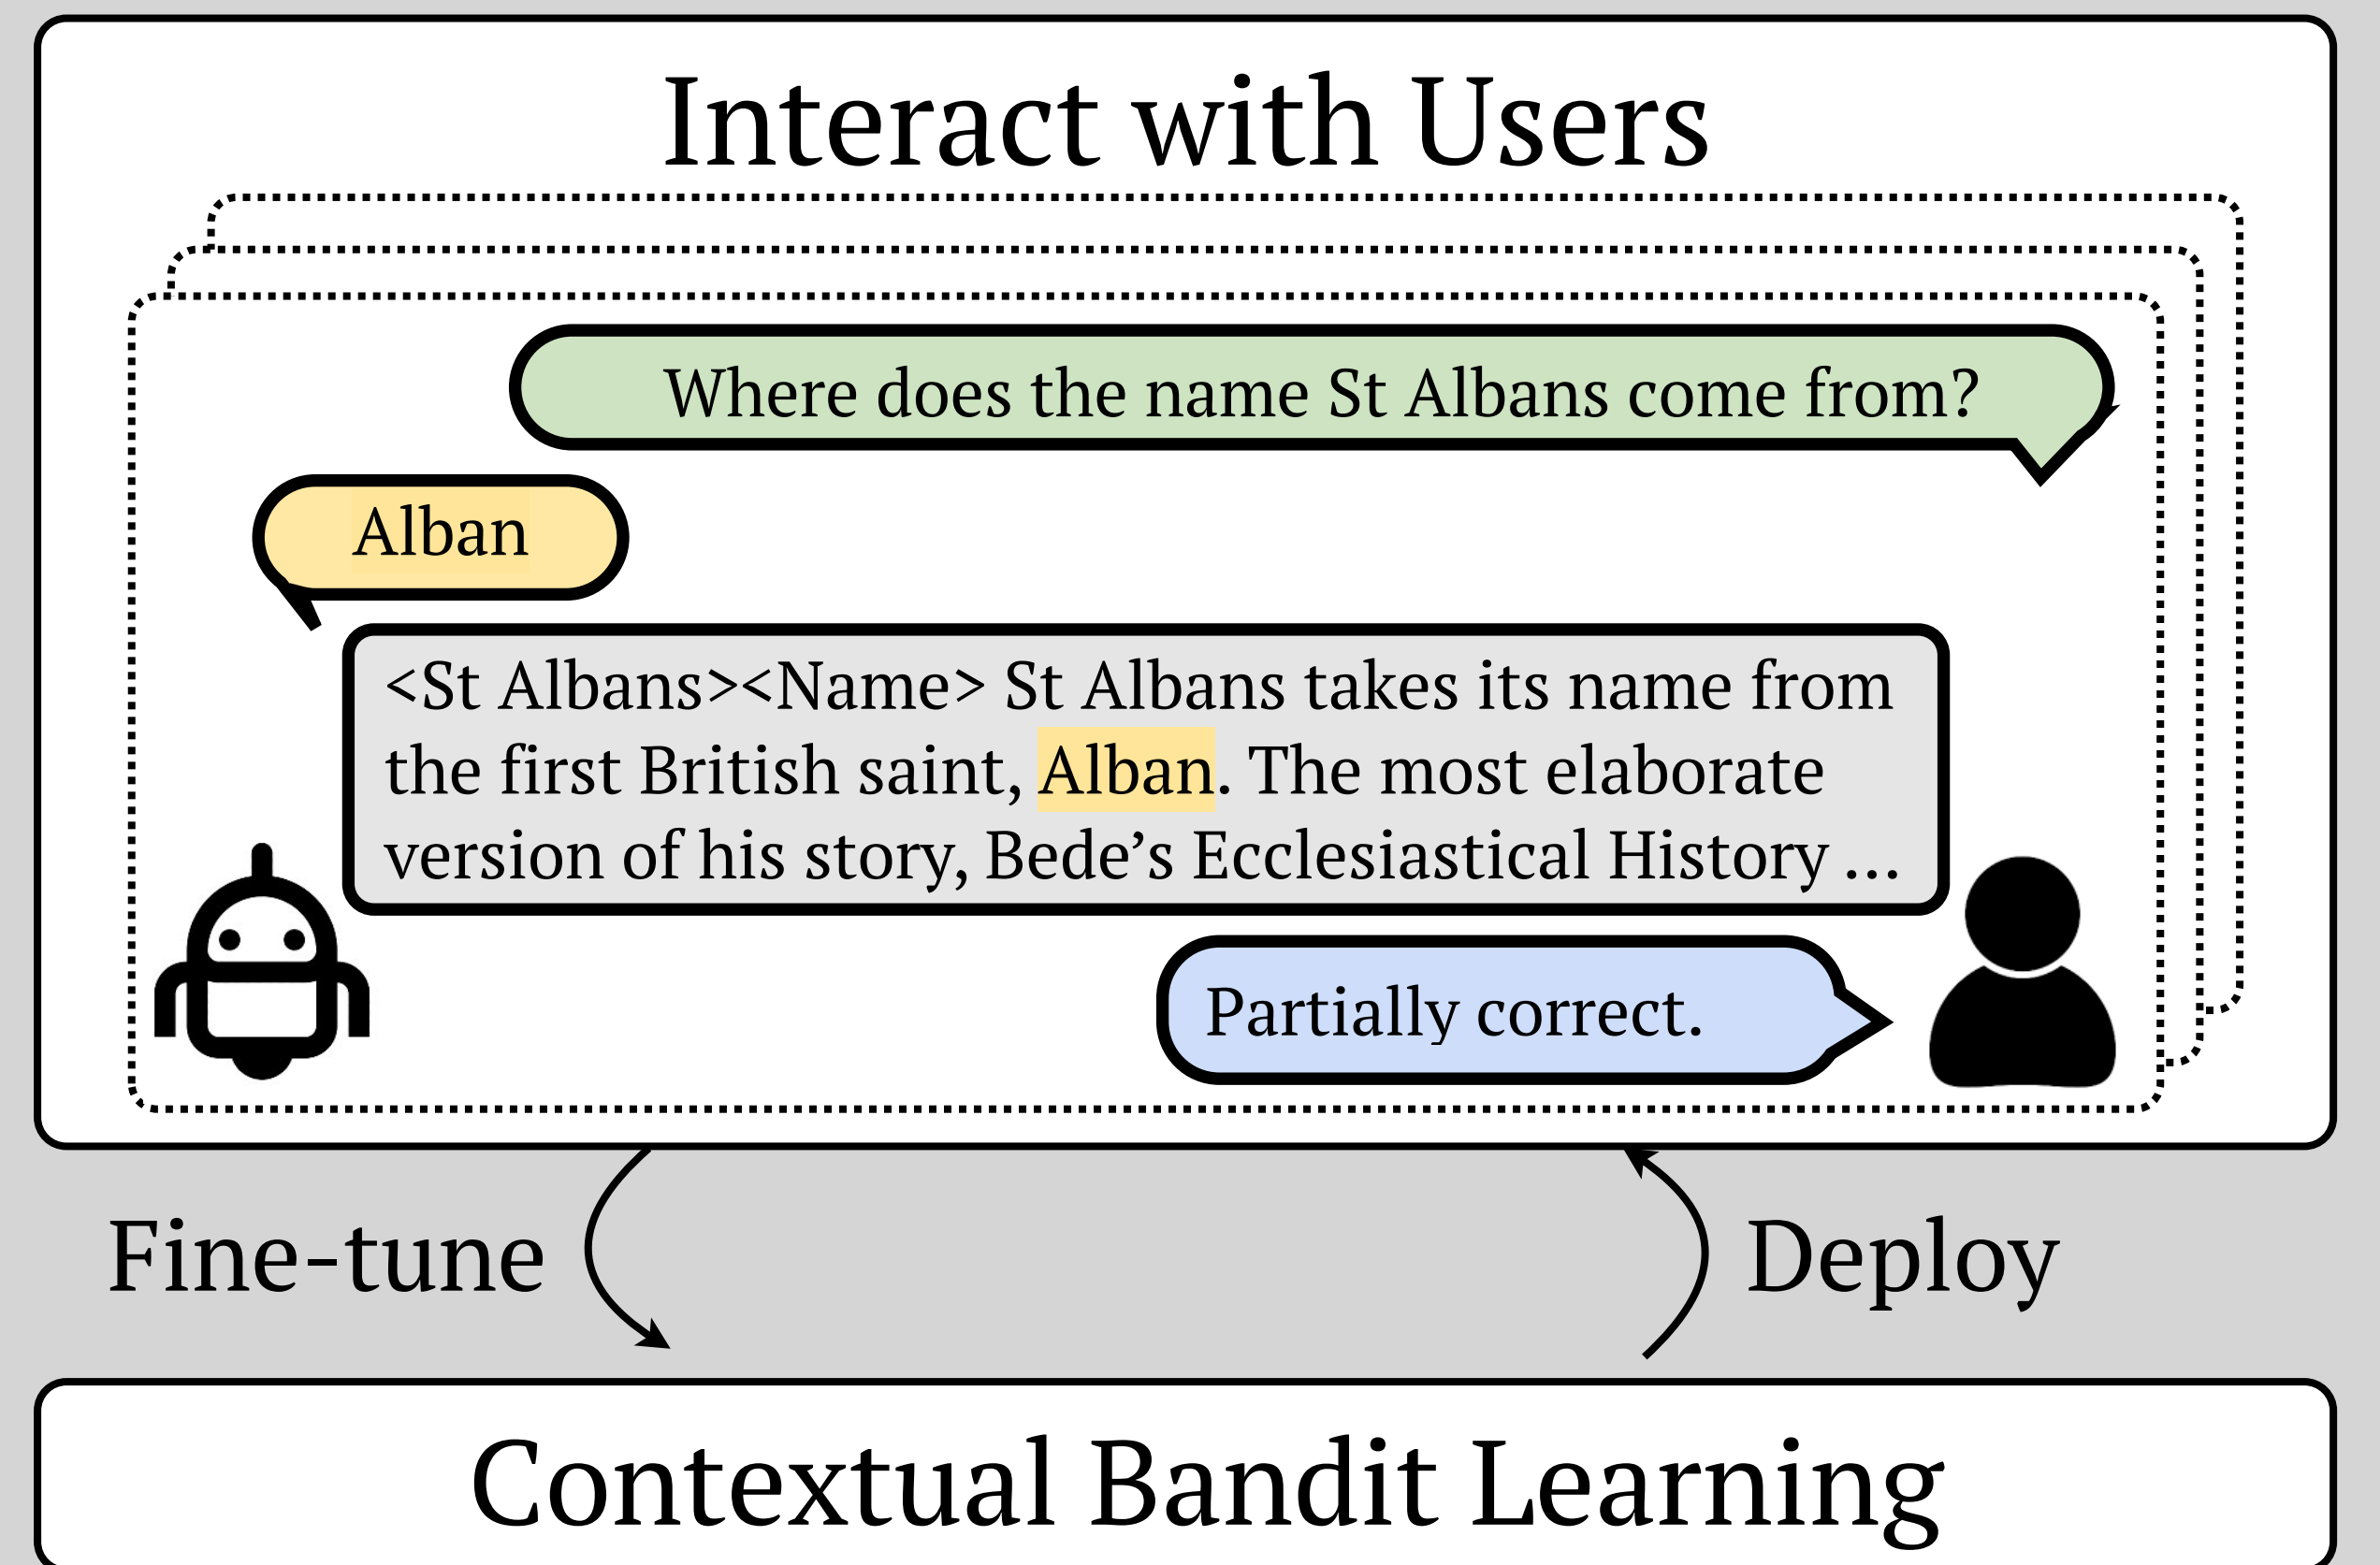 Interact with Users
Where does the name St Albans come from?
Alban
<St Albans><Name> St Albans takes its name from
the first British saint, Alban. The most elaborate
version of his story, Bede’s Ecclesiastical History ...
Partially correct.
Fine-tune
Deploy
Contextual Bandit Learning